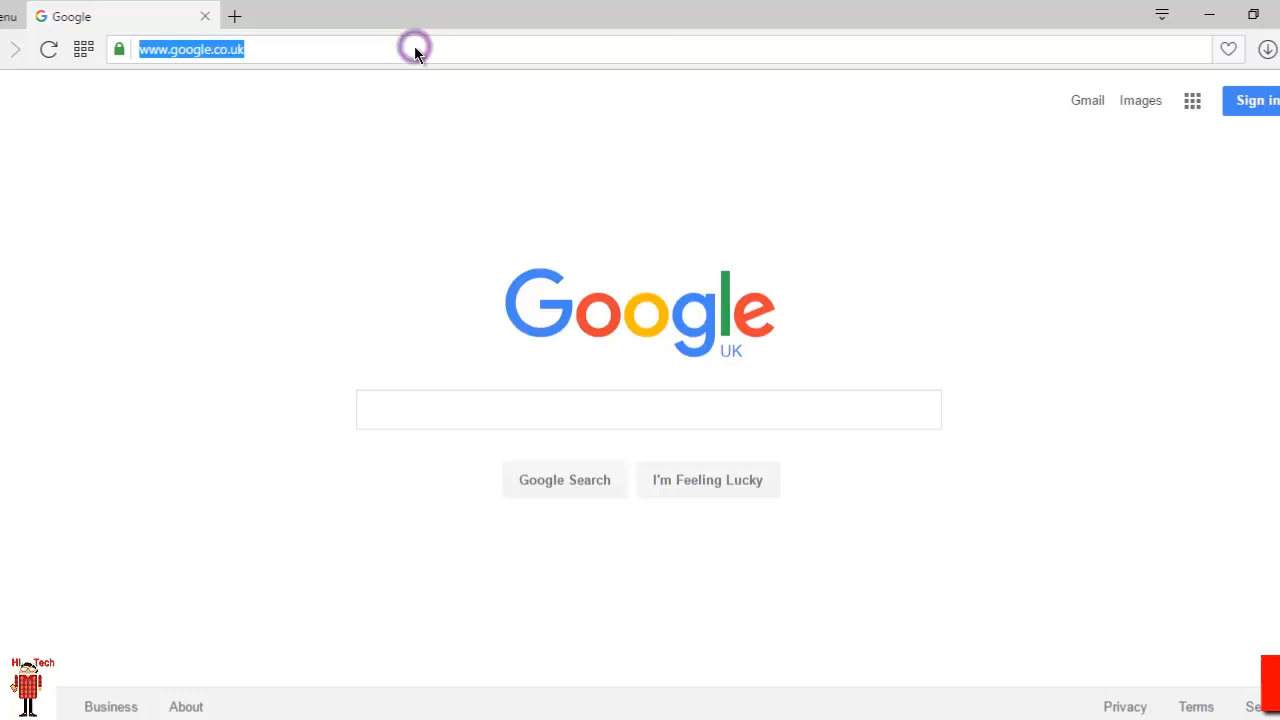 enu Google
www.google.co.uk
Gmail Images Sign in
Google
UK
Google Search I'm Feeling Lucky
Hi Tech
Business About Privacy Terms Se